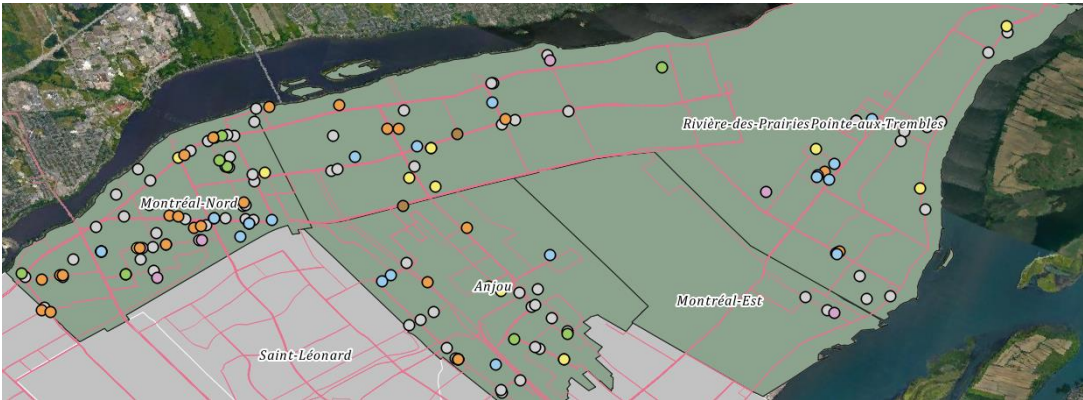 Rivière-des-PrairiesPointe-aux-Trembles
Montréal-Nord
Anjou
Montréal-Est
Saint-Léonard